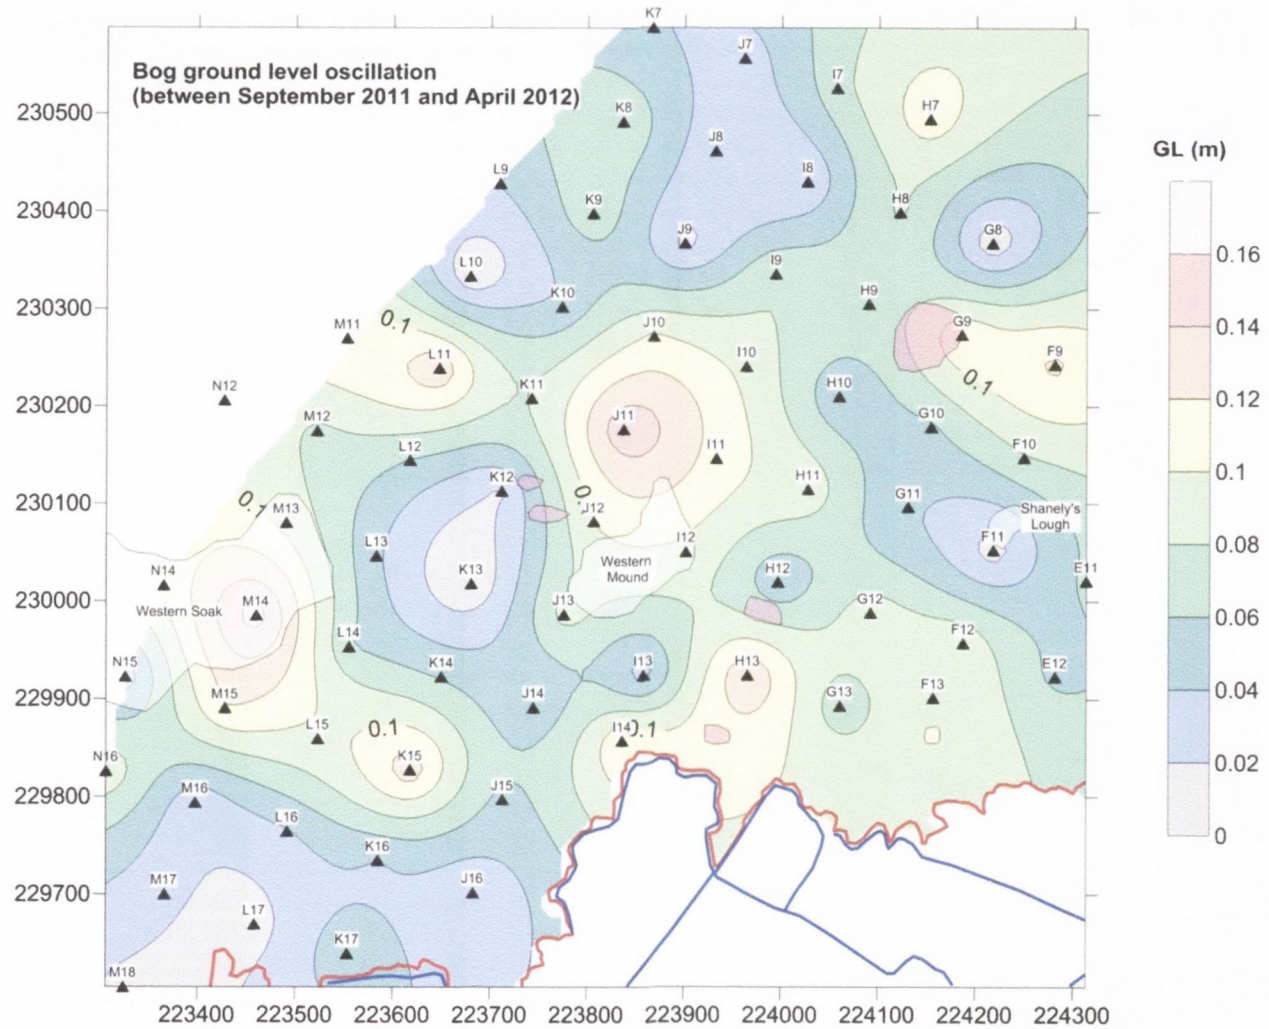 K7
J7
Bog ground level oscillation
(between September 2011 and April 2012)
I7
230500
K8
H7
J8
GL (m)
L9
I8
K9
H8
230400
J9
G8
L10
I9
0.16
K10
H9
230300
0.1
M11
J10
G9
0.14
L11
I10
F9
N12
K11
H10
0.1
230200
M12
J11
G10
0.12
L12
I11
F10
K12
H11
0.1
230100
0.1
M13
0.
J12
G11
Shanely's
Lough
L13
I12
F11
0.08
N14
K13
Western
Mound
H12
E11
230000
Western Soak
M14
J13
G12
0.06
L14
F12
N15
K14
I13
H13
E12
229900
M15
J14
G13
F13
0.04
L15
0.1
I14
0.1
N16
K15
229800
M16
J15
0.02
L16
K16
229700
M17
J16
0
L17
K17
M18
223400 223500 223600 223700 223800 223900 224000 224100 224200 224300